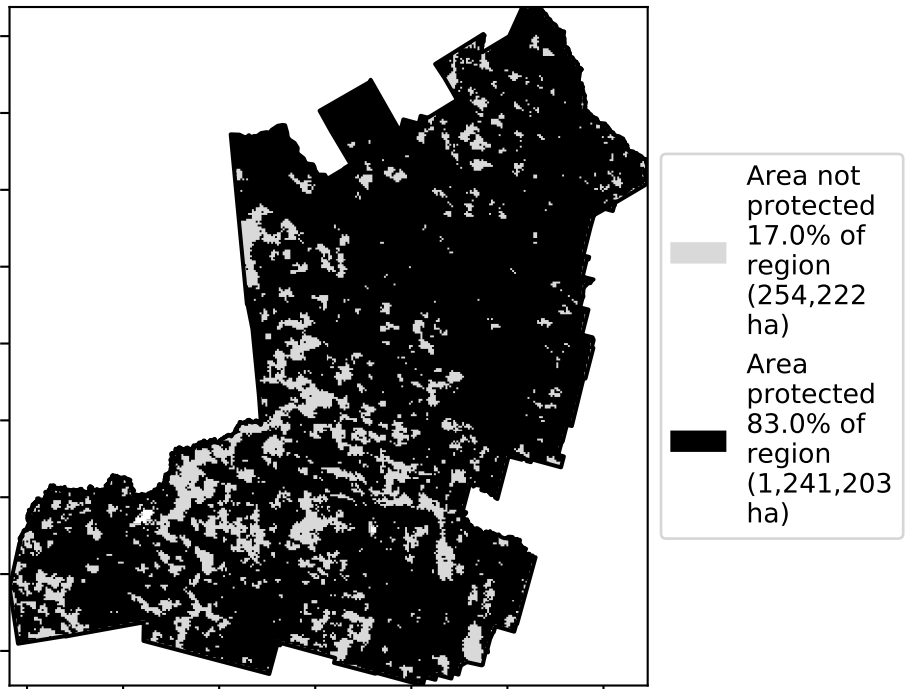 Area not
protected
17.0% of
region
(254,222
ha)
Area
protected
83.0% of
region
(1,241,203
ha)